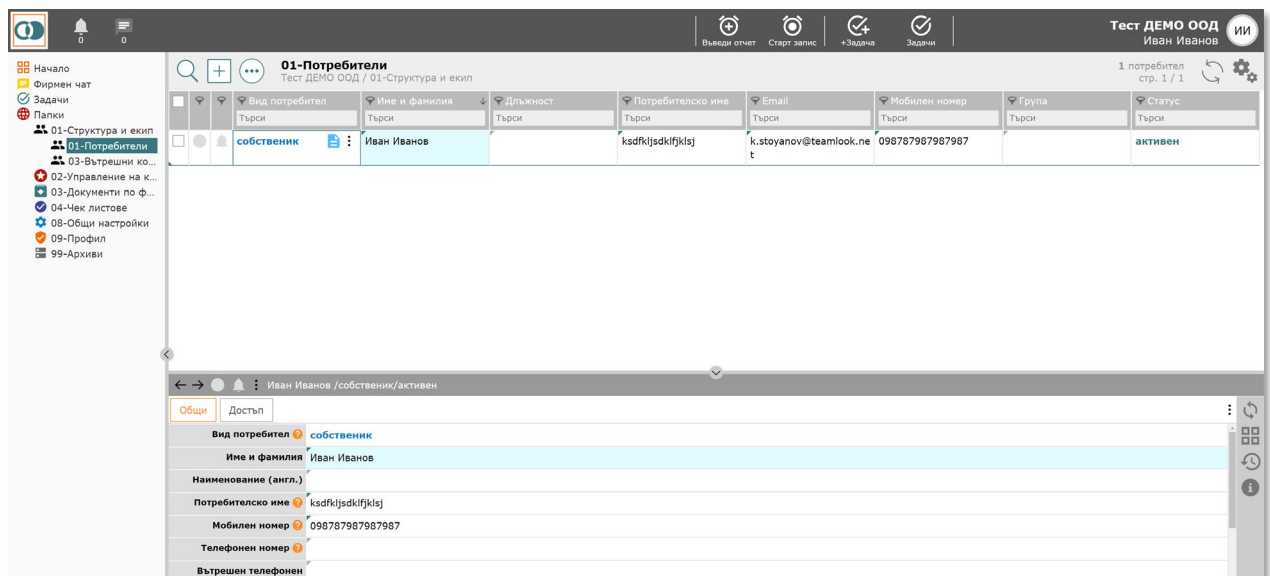 0
0
Въведи отчет
Старт запис
+Задача
Задачи
Тест ДЕМО ООД
Иван Иванов
ИИ
Начало
Фирмен чат
Задачи
Папки
01-Структура и екип
01-Потребители
03-Вътрешни ко...
02-Управление на к...
03-Документи по ф...
04-Чек листове
08-Общи настройки
09-Профил
99-Архиви
01-Потребители
Тест ДЕМО ООД / 01-Структура и екип
1 потребител
стр. 1 / 1
Вид потребител Име и фамилия Длъжност Потребителско име Email Мобилен номер Група Статус
Търси Търси Търси Търси Търси Търси Търси Търси
собственик Иван Иванов ksdfkljsdklfjklsj k.stoyanov@teamlook.ne 098787987987987 активен
t
Иван Иванов /собственик/активен
Общи Достъп
Вид потребител ? собственик
Име и фамилия Иван Иванов
Наименование (англ.)
Потребителско име ? ksdfkljsdklfjklsj
Мобилен номер ? 098787987987987
Телефонен номер ?
Вътрешен телефонен